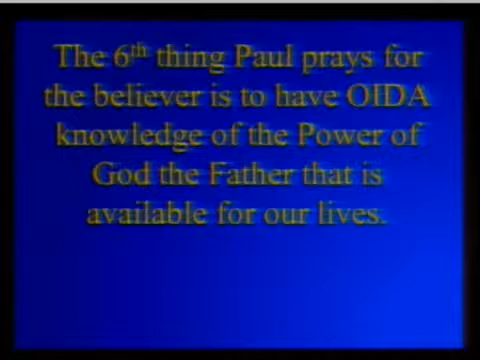 The 6th thing Paul prays for
the believer is to have OIDA
knowledge of the Power of
God the Father that is
available for our lives.